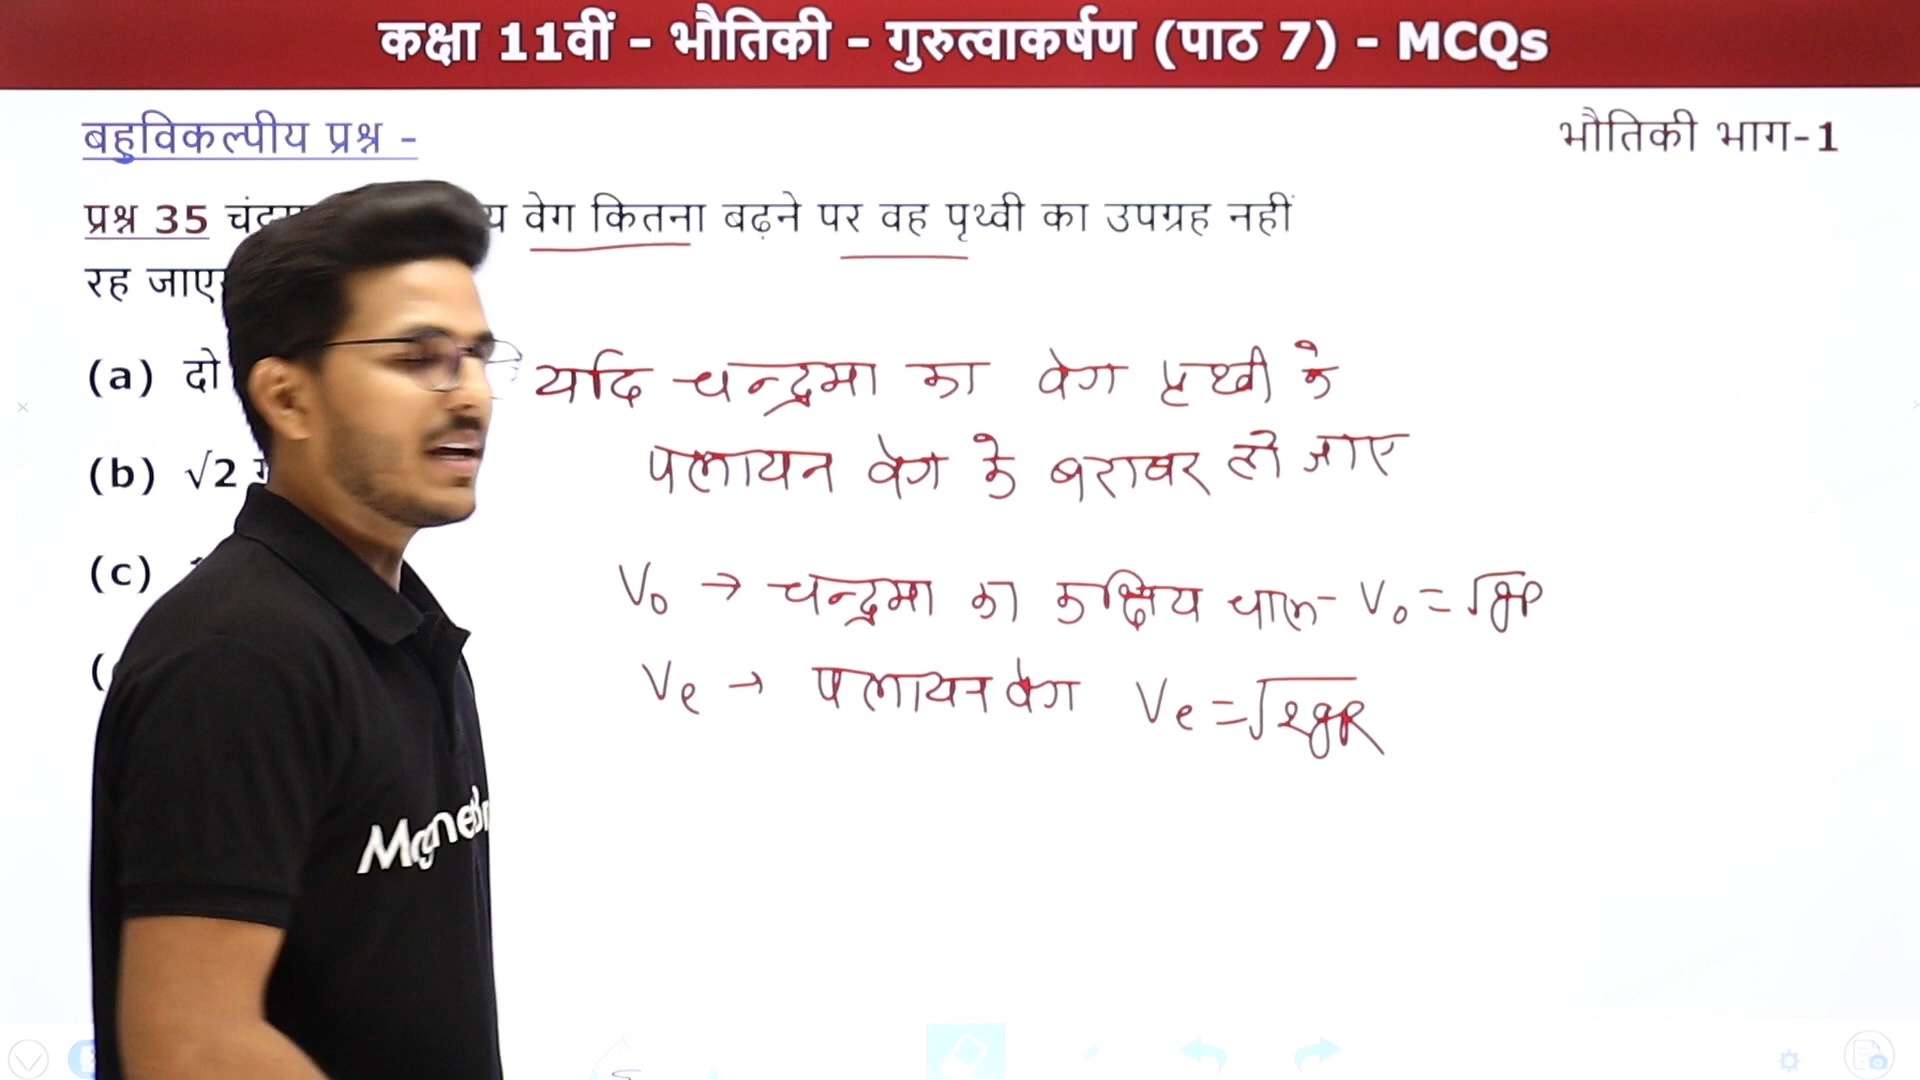 कक्षा 11वीं - भौतिकी - गुरुत्वाकर्षण (पाठ 7) - MCQs
बहुविकल्पीय प्रश्न -
भौतिकी भाग-1
प्रश्न 35 वेग कितना बढ़ने पर वह पृथ्वी का उपग्रह नहीं
रह
(a) दो
यदि चन्द्रमा का वेग पृथ्वी के
(b) √2
पलायन वेग के बराबर हो जाए
(c)
V₀ → चन्द्रमा का कक्षिय चाल- V₀ = √gR
Ve → पलायन वेग Ve = √2gR